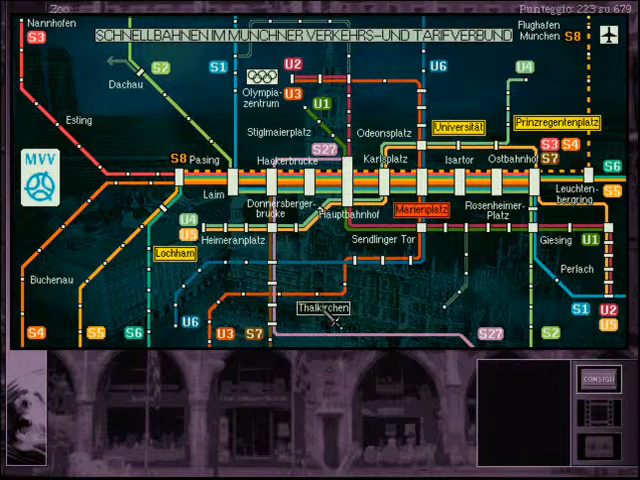 Zoo
Punteggio: 223 su 679
SCHNELLBAHNEN IM MÜNCHNER VERKEHRS-UND TARIFVERBUND
Nannhofen
S3
Dachau
S2
S1
Olympia-
zentrum
U2
U3
U1
U6
U4
Flughafen
Munchen
S8
Esting
Stiglmaierplatz
Odeonsplatz
Universität
Prinzregentenplatz
S27
S3
S4
S7
MVV
S8
Pasing
Hackerbrucke
Karlsplatz
Isartor
Ostbahnhof
S6
S5
Laim
Donnersberger-
brucke
Hauptbahnhof
Marienplatz
Rosenheimer-
Platz
Leuchten-
bergring
U4
U5
Heimeranplatz
Sendlinger Tor
Giesing
U1
Lochham
Buchenau
Perlach
Thalkirchen
S4
S5
S6
U6
U3
S7
S27
S2
S1
U2
U5
CONSIGLI